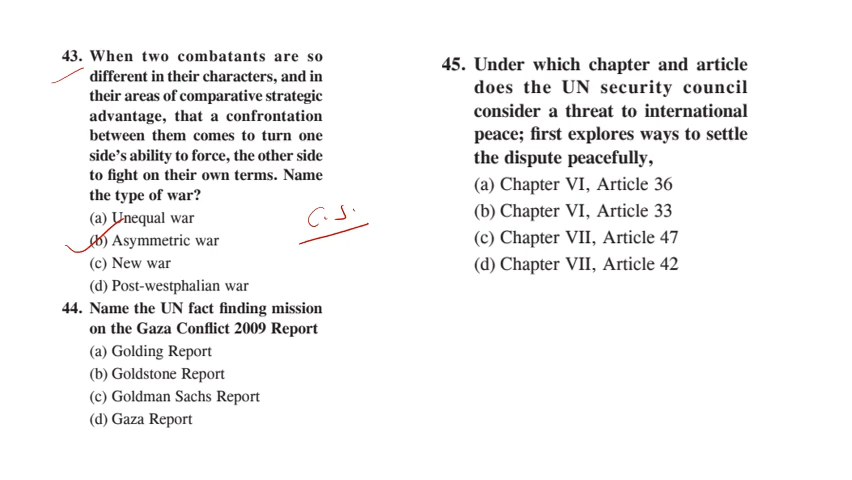 43. When two combatants are so
different in their characters, and in
their areas of comparative strategic
advantage, that a confrontation
between them comes to turn one
side's ability to force, the other side
to fight on their own terms. Name
the type of war?
(a) Unequal war
(b) Asymmetric war
(c) New war
(d) Post-westphalian war
C.S.
44. Name the UN fact finding mission
on the Gaza Conflict 2009 Report
(a) Golding Report
(b) Goldstone Report
(c) Goldman Sachs Report
(d) Gaza Report
45. Under which chapter and article
does the UN security council
consider a threat to international
peace; first explores ways to settle
the dispute peacefully,
(a) Chapter VI, Article 36
(b) Chapter VI, Article 33
(c) Chapter VII, Article 47
(d) Chapter VII, Article 42